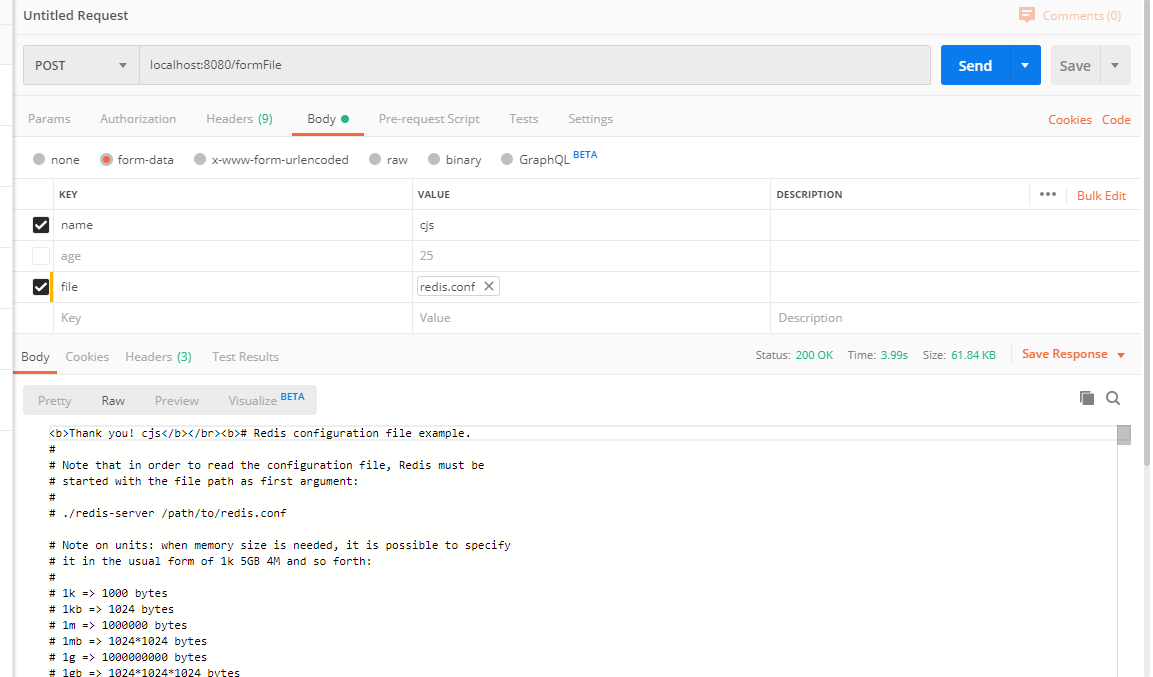 Untitled Request Comments (0)
POST localhost:8080/formFile Send Save
Params Authorization Headers (9) Body Pre-request Script Tests Settings Cookies Code
none form-data x-www-form-urlencoded raw binary GraphQL BETA
KEY VALUE DESCRIPTION ••• Bulk Edit
name cjs
age 25
file redis.conf
Key Value Description
Body Cookies Headers (3) Test Results Status: 200 OK Time: 3.99s Size: 61.84 KB Save Response
Pretty Raw Preview Visualize BETA
<b>Thank you! cjs</b></br><b># Redis configuration file example.
#
# Note that in order to read the configuration file, Redis must be
# started with the file path as first argument:
#
# ./redis-server /path/to/redis.conf
# Note on units: when memory size is needed, it is possible to specify
# it in the usual form of 1k 5GB 4M and so forth:
#
# 1k => 1000 bytes
# 1kb => 1024 bytes
# 1m => 1000000 bytes
# 1mb => 1024*1024 bytes
# 1g => 1000000000 bytes
# 1gb => 1024*1024*1024 bytes